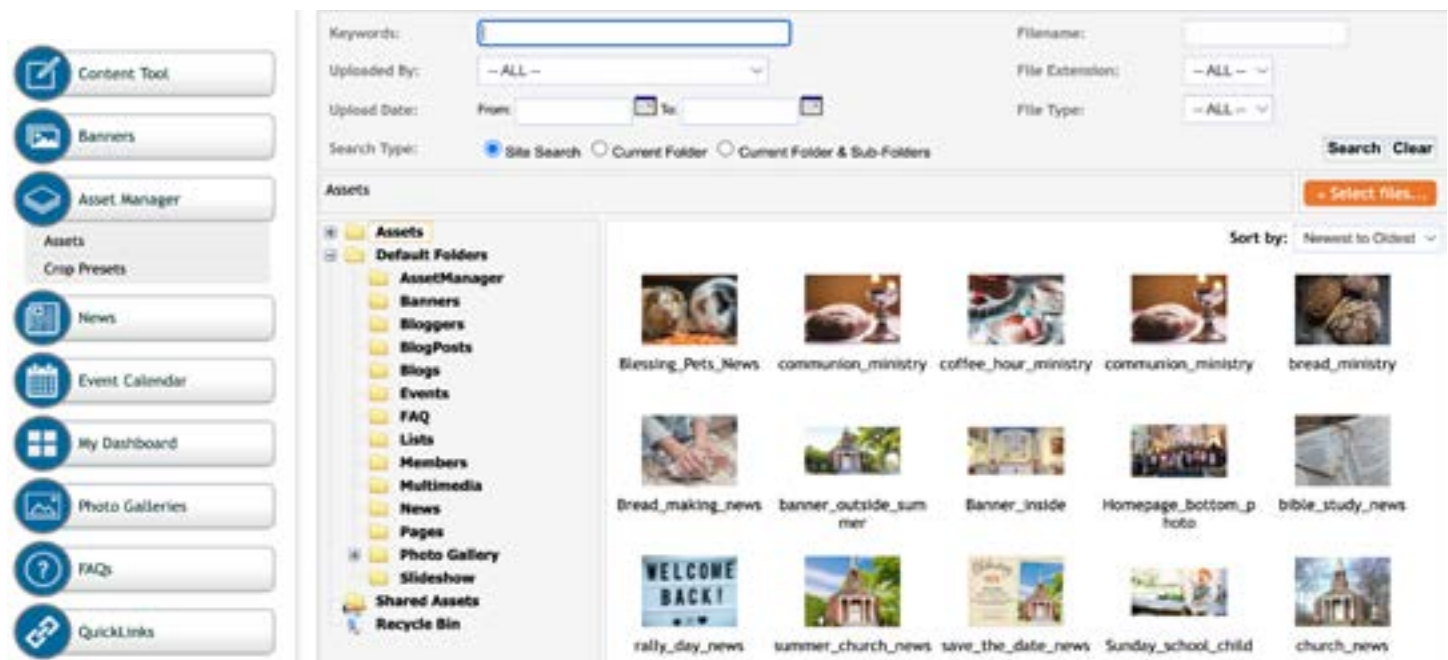 Content Tool
Banners
Asset Manager
Assets
Crop Presets
News
Event Calendar
My Dashboard
Photo Galleries
FAQs
QuickLinks
Keywords:
Filename:
Uploaded By:
-- ALL --
File Extension:
-- ALL --
Upload Date:
From:
To:
File Type:
-- ALL --
Search Type:
Site Search
Current Folder
Current Folder & Sub-Folders
Search Clear
Assets
+ Select files...
Assets
Default Folders
AssetManager
Banners
Bloggers
BlogPosts
Blogs
Events
FAQ
Lists
Members
Multimedia
News
Pages
Photo Gallery
Slideshow
Shared Assets
Recycle Bin
Sort by: Newest to Oldest
Blessing_Pets_News
communion_ministry
coffee_hour_ministry
communion_ministry
bread_ministry
Bread_making_news
banner_outside_sum
mer
Banner_inside
Homepage_bottom_p
hoto
bible_study_news
WELCOME
BACK!
rally_day_news
summer_church_news
save_the_date_news
Sunday_school_child
church_news